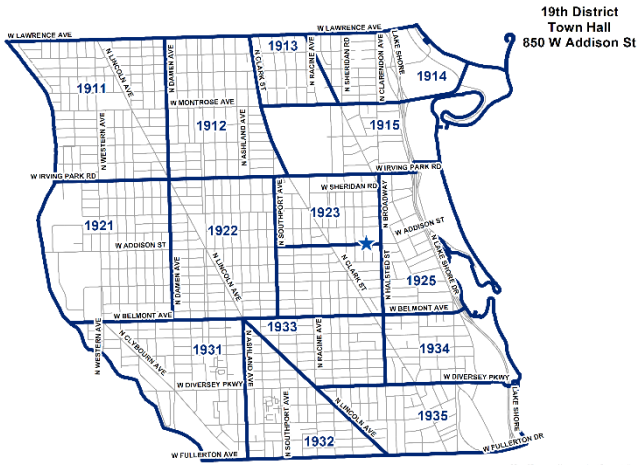 19th District
Town Hall
850 W Addison St
W LAWRENCE AVE
W LAWRENCE AVE
1913
1911
1912
1914
1915
N LINCOLN AVE
N DAMEN AVE
N CLARK ST
N RACINE AVE
N SHERIDAN RD
N CLARENDON AVE
LAKE SHORE
W MONTROSE AVE
N WESTERN AVE
N ASHLAND AVE
W IRVING PARK RD
W IRVING PARK RD
W SHERIDAN RD
1921
1922
1923
N SOUTHPORT AVE
N BROADWAY
W ADDISON ST
W ADDISON ST
N DAMEN AVE
N LINCOLN AVE
N CLARK ST
N HALSTED ST
N LAKE SHORE DR
1925
W BELMONT AVE
W BELMONT AVE
1933
1931
1934
N WESTERN AVE
N CLYBOURN AVE
N ASHLAND AVE
N RACINE AVE
W DIVERSEY PKWY
W DIVERSEY PKWY
N SOUTHPORT AVE
N LINCOLN AVE
LAKE SHORE
1935
1932
W FULLERTON AVE
W FULLERTON DR